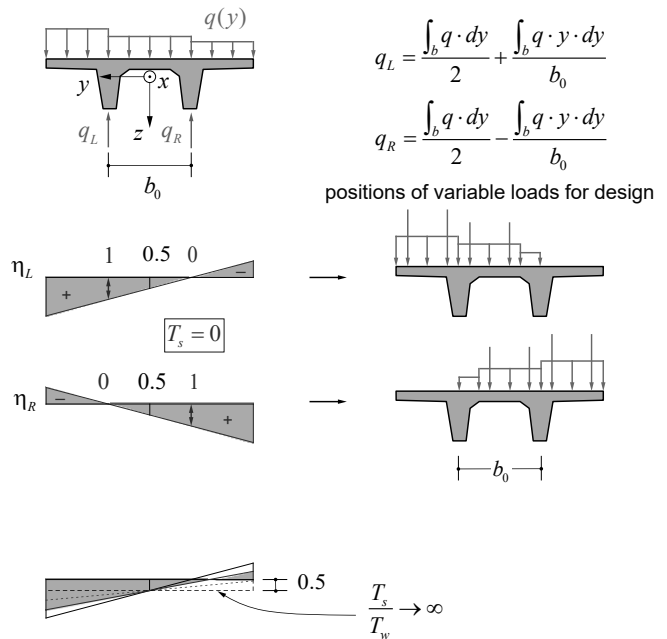 q(y)
q_L = ∫_b q · dy / 2 + ∫_b q · y · dy / b_0
y
x
q_L
z
q_R
q_R = ∫_b q · dy / 2 − ∫_b q · y · dy / b_0
b_0
positions of variable loads for design
1 0.5 0
η_L
+
−
T_s = 0
0 0.5 1
η_R
−
+
b_0
0.5
T_s / T_w → ∞